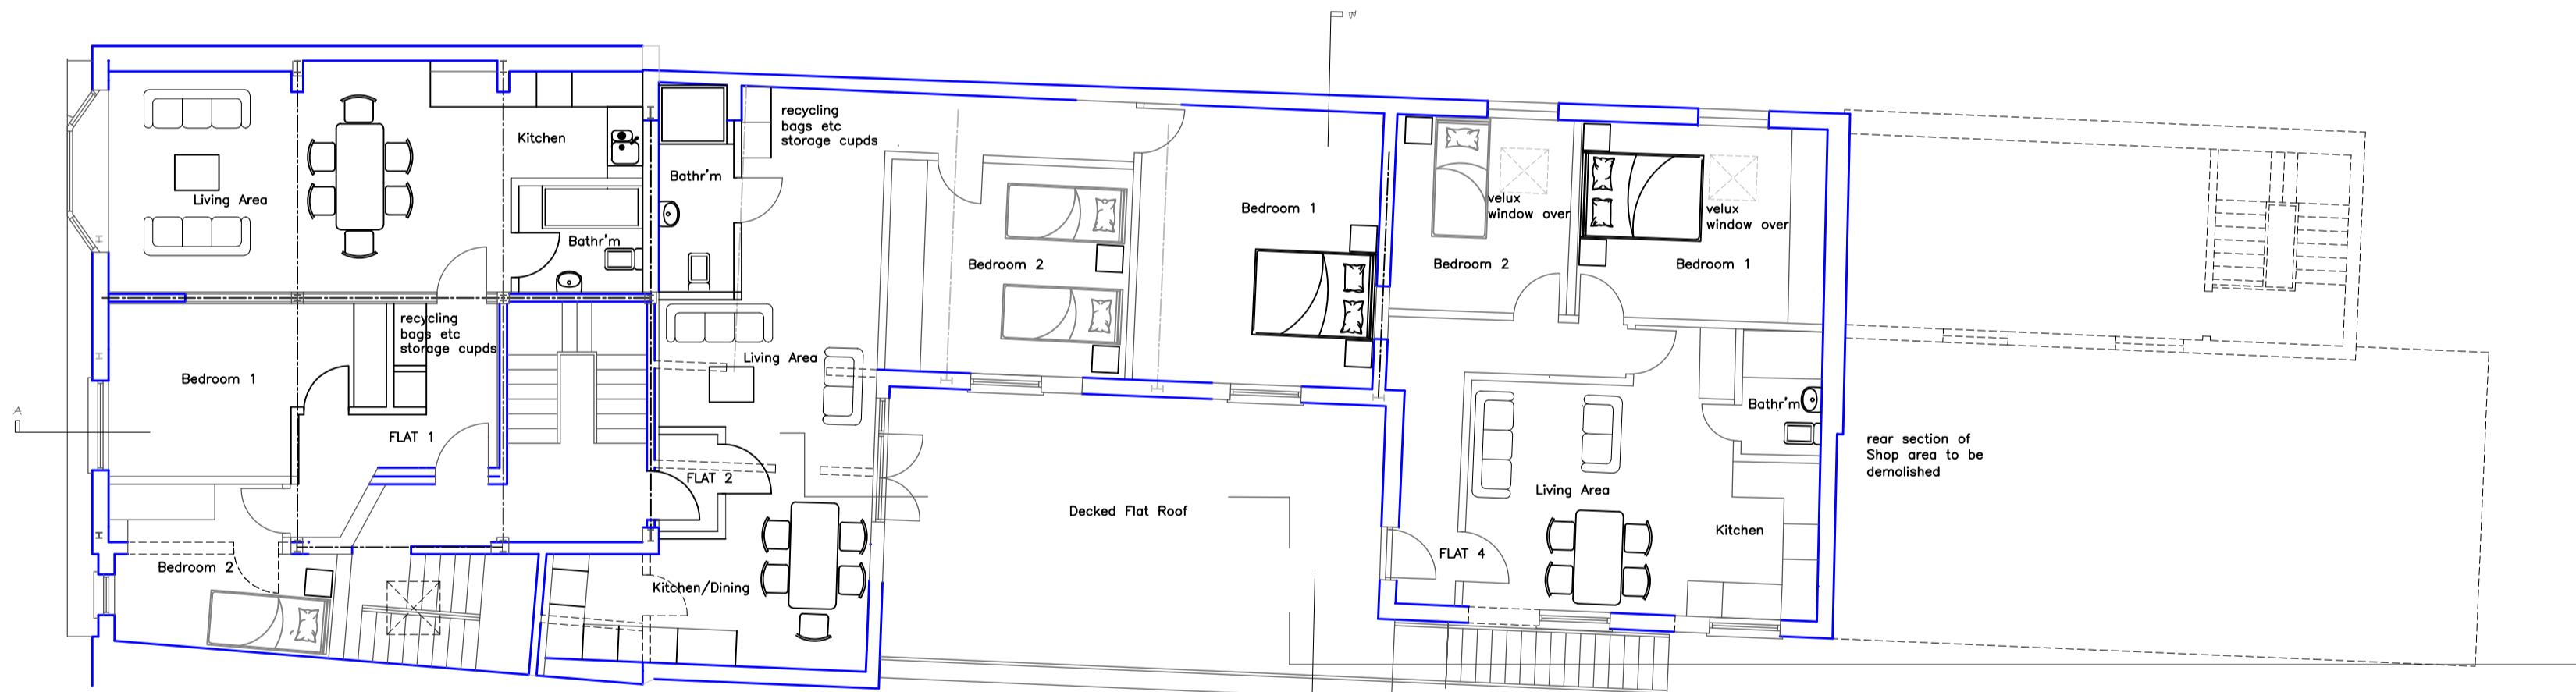 A
Living Area
Kitchen
Bathr'm
recycling
bags etc
storage cupds
Bedroom 1
FLAT 1
Bedroom 2
recycling
bags etc
storage cupds
Bathr'm
Living Area
FLAT 2
Kitchen/Dining
Bedroom 2
Bedroom 1
Decked Flat Roof
velux
window over
Bedroom 2
velux
window over
Bedroom 1
Bathr'm
Living Area
Kitchen
FLAT 4
rear section of
Shop area to be
demolished